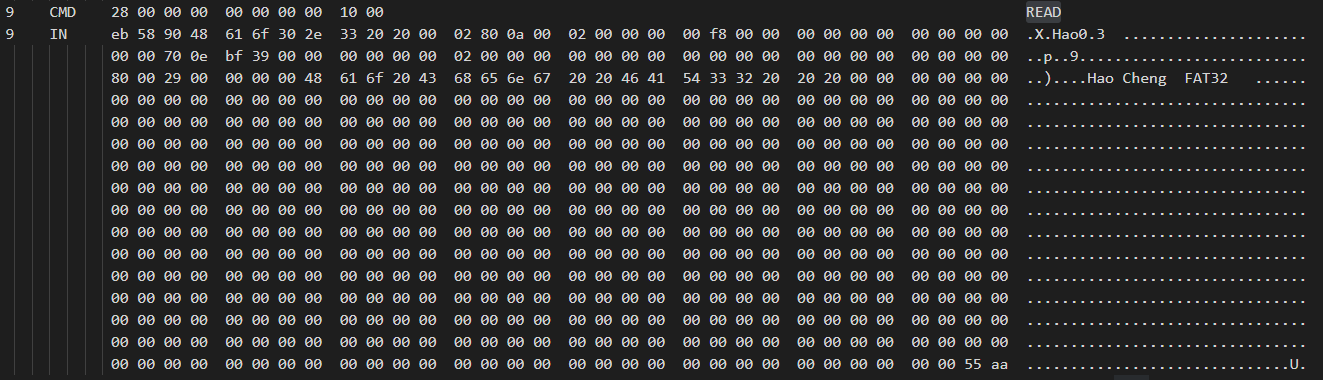 9 CMD 28 00 00 00  00 00 00 00  10 00 READ
9 IN eb 58 90 48  61 6f 30 2e  33 20 20 00  02 80 0a 00  02 00 00 00  00 f8 00 00  00 00 00 00  00 00 00 00 .X.Hao0.3  .....................
00 00 70 0e  bf 39 00 00  00 00 00 00  02 00 00 00  00 00 00 00  00 00 00 00  00 00 00 00  00 00 00 00 ..p..9..........................
80 00 29 00  00 00 00 48  61 6f 20 43  68 65 6e 67  20 20 46 41  54 33 32 20  20 20 00 00  00 00 00 00 ..)....Hao Cheng  FAT32   ......
00 00 00 00  00 00 00 00  00 00 00 00  00 00 00 00  00 00 00 00  00 00 00 00  00 00 00 00  00 00 00 00 ................................
00 00 00 00  00 00 00 00  00 00 00 00  00 00 00 00  00 00 00 00  00 00 00 00  00 00 00 00  00 00 00 00 ................................
00 00 00 00  00 00 00 00  00 00 00 00  00 00 00 00  00 00 00 00  00 00 00 00  00 00 00 00  00 00 00 00 ................................
00 00 00 00  00 00 00 00  00 00 00 00  00 00 00 00  00 00 00 00  00 00 00 00  00 00 00 00  00 00 00 00 ................................
00 00 00 00  00 00 00 00  00 00 00 00  00 00 00 00  00 00 00 00  00 00 00 00  00 00 00 00  00 00 00 00 ................................
00 00 00 00  00 00 00 00  00 00 00 00  00 00 00 00  00 00 00 00  00 00 00 00  00 00 00 00  00 00 00 00 ................................
00 00 00 00  00 00 00 00  00 00 00 00  00 00 00 00  00 00 00 00  00 00 00 00  00 00 00 00  00 00 00 00 ................................
00 00 00 00  00 00 00 00  00 00 00 00  00 00 00 00  00 00 00 00  00 00 00 00  00 00 00 00  00 00 00 00 ................................
00 00 00 00  00 00 00 00  00 00 00 00  00 00 00 00  00 00 00 00  00 00 00 00  00 00 00 00  00 00 00 00 ................................
00 00 00 00  00 00 00 00  00 00 00 00  00 00 00 00  00 00 00 00  00 00 00 00  00 00 00 00  00 00 00 00 ................................
00 00 00 00  00 00 00 00  00 00 00 00  00 00 00 00  00 00 00 00  00 00 00 00  00 00 00 00  00 00 00 00 ................................
00 00 00 00  00 00 00 00  00 00 00 00  00 00 00 00  00 00 00 00  00 00 00 00  00 00 00 00  00 00 00 00 ................................
00 00 00 00  00 00 00 00  00 00 00 00  00 00 00 00  00 00 00 00  00 00 00 00  00 00 00 00  00 00 55 aa ..............................U.